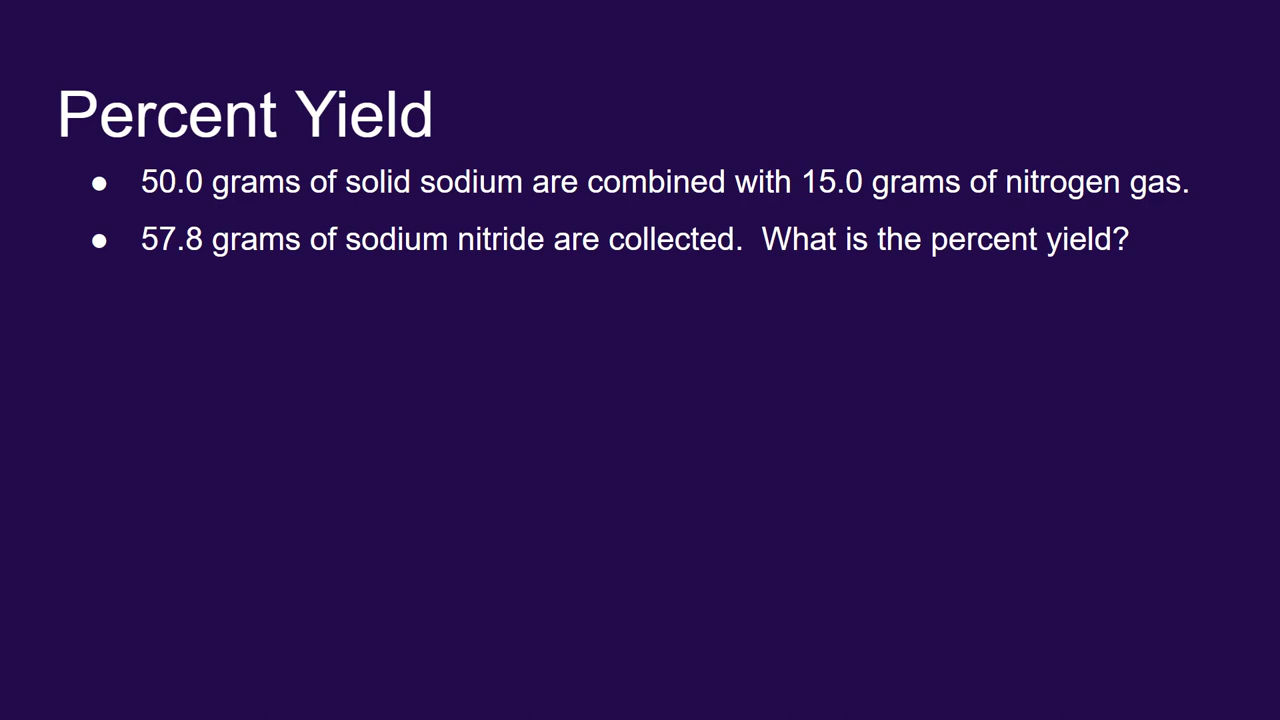 Percent Yield
● 50.0 grams of solid sodium are combined with 15.0 grams of nitrogen gas.
● 57.8 grams of sodium nitride are collected.  What is the percent yield?